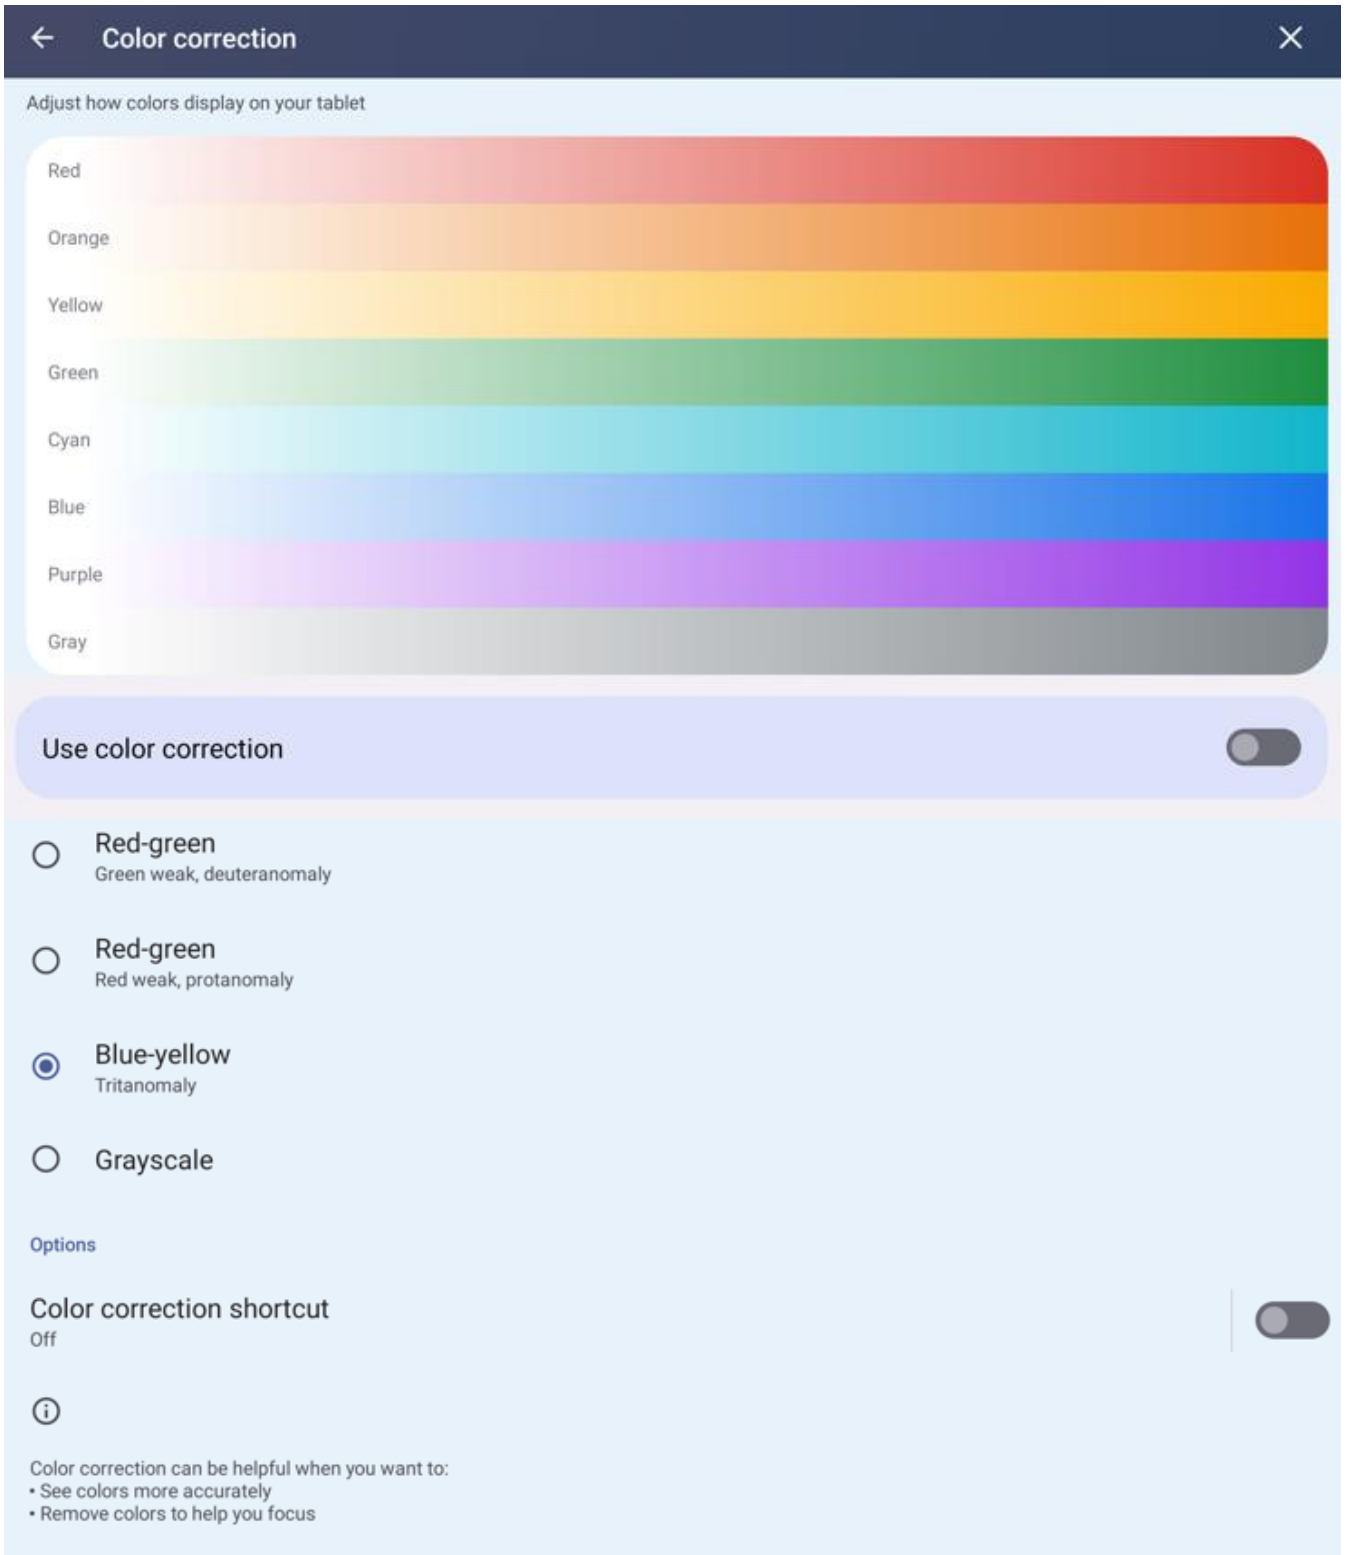 Color correction
Adjust how colors display on your tablet
Red
Orange
Yellow
Green
Cyan
Blue
Purple
Gray
Use color correction
Red-green
Green weak, deuteranomaly
Red-green
Red weak, protanomaly
Blue-yellow
Tritanomaly
Grayscale
Options
Color correction shortcut
Off
Color correction can be helpful when you want to:
• See colors more accurately
• Remove colors to help you focus